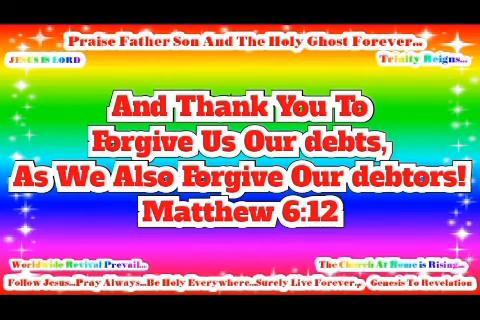 Praise Father Son And The Holy Ghost Forever...
JESUS IS LORD
Trinity Reigns...
And Thank You To
Forgive Us Our debts,
As We Also Forgive Our debtors!
Matthew 6:12
Worldwide Revival Prevail...
The Church At Home is Rising...
Follow Jesus...Pray Always...Be Holy Everywhere...Surely Live Forever... Genesis To Revelation